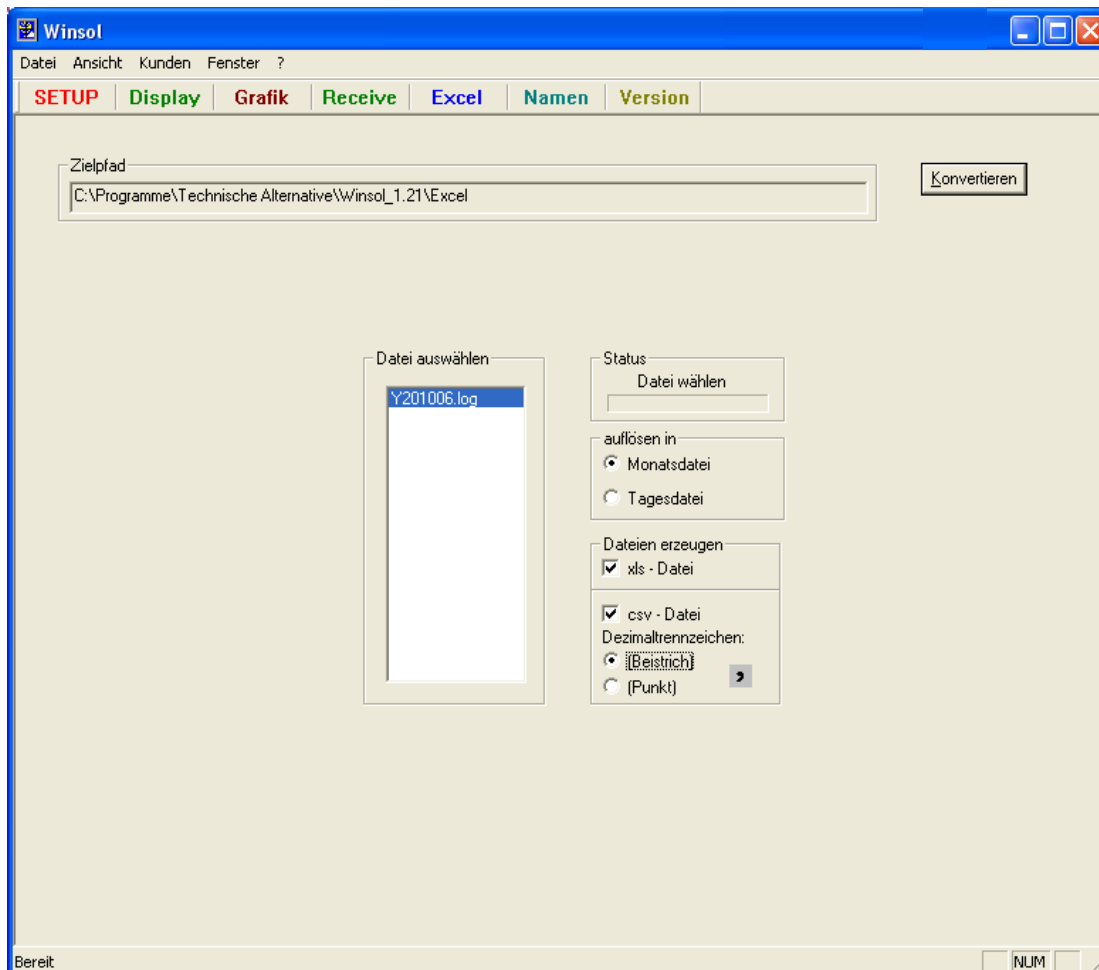 Winsol
Datei Ansicht Kunden Fenster ?
SETUP Display Grafik Receive Excel Namen Version
Zielpfad
C:\Programme\Technische Alternative\Winsol_1.21\Excel
Konvertieren
Datei auswählen
Y201006.log
Status
Datei wählen
auflösen in
Monatsdatei
Tagesdatei
Dateien erzeugen
xls - Datei
csv - Datei
Dezimaltrennzeichen:
(Beistrich)
(Punkt)
,
Bereit
NUM